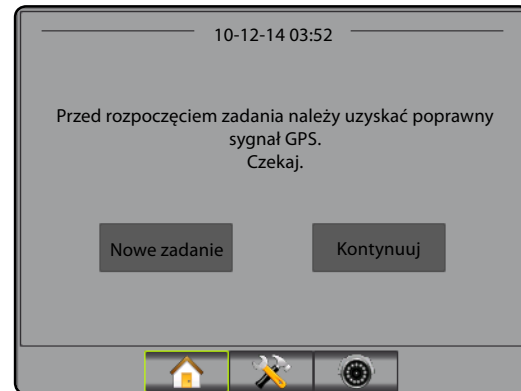 10-12-14 03:52
Przed rozpoczęciem zadania należy uzyskać poprawny
sygnał GPS.
Czekaj.
Nowe zadanie
Kontynuuj